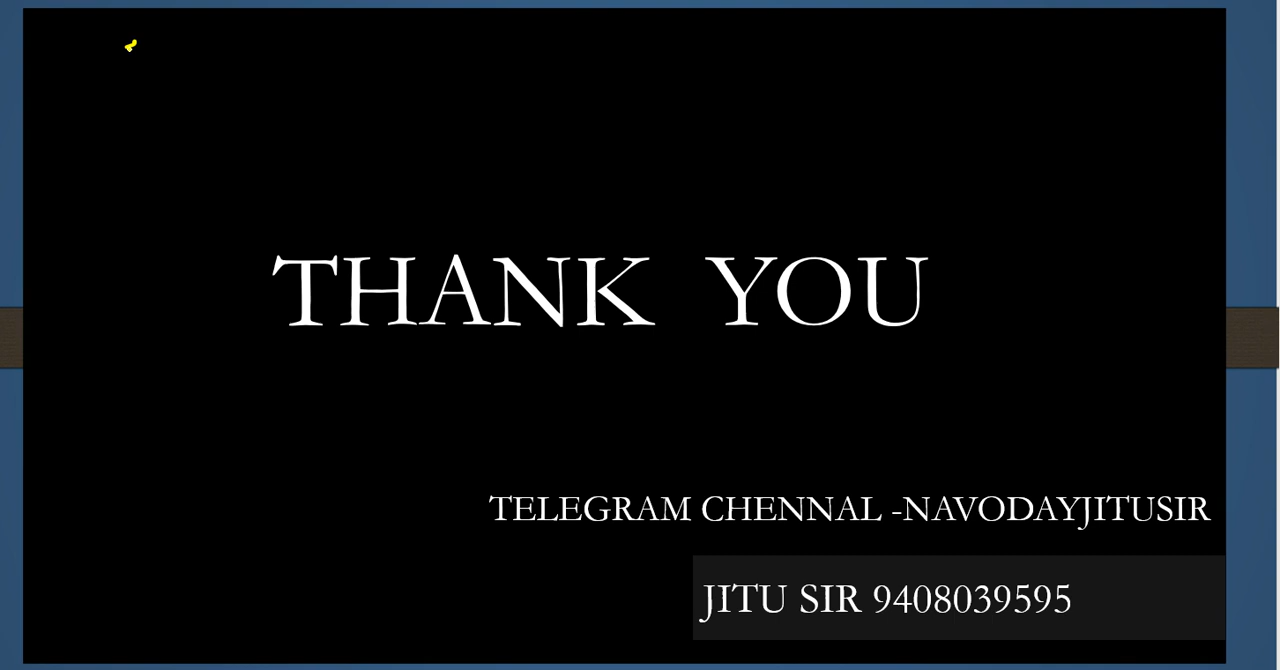 THANK YOU
TELEGRAM CHENNAL -NAVODAYJITUSIR
JITU SIR 9408039595